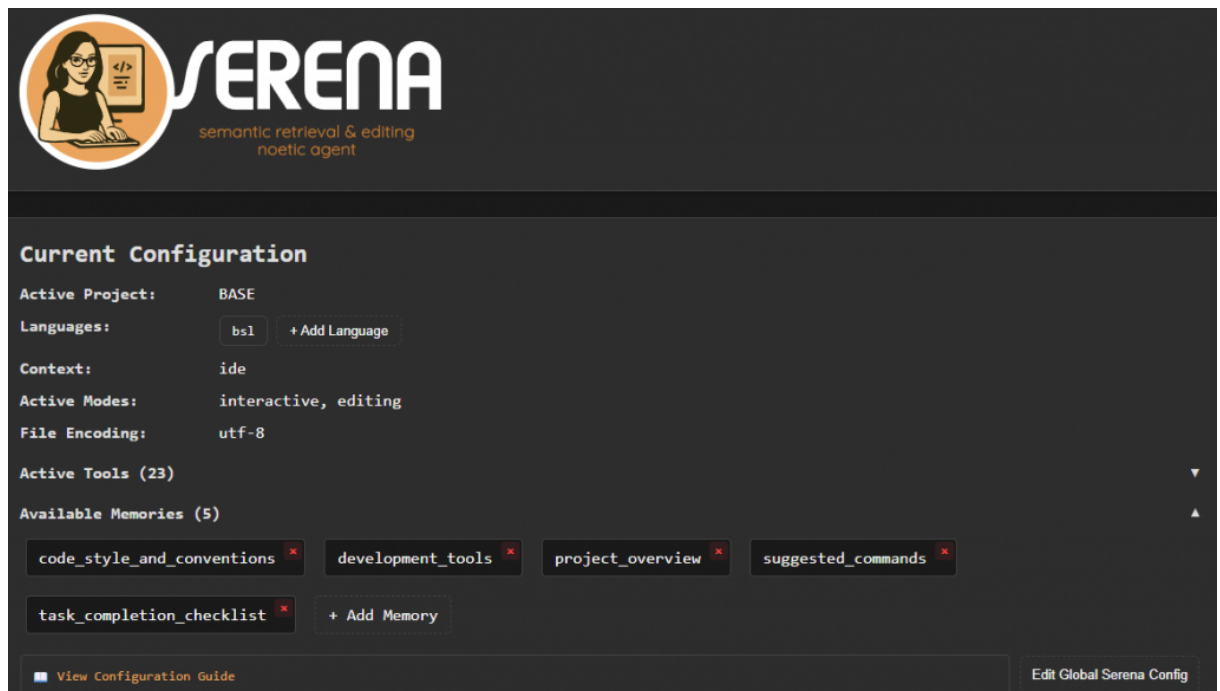 SERENA
semantic retrieval & editing
noetic agent
Current Configuration
Active Project: BASE
Languages: bsl + Add Language
Context: ide
Active Modes: interactive, editing
File Encoding: utf-8
Active Tools (23)
Available Memories (5)
code_style_and_conventions × development_tools × project_overview × suggested_commands ×
task_completion_checklist × + Add Memory
View Configuration Guide Edit Global Serena Config